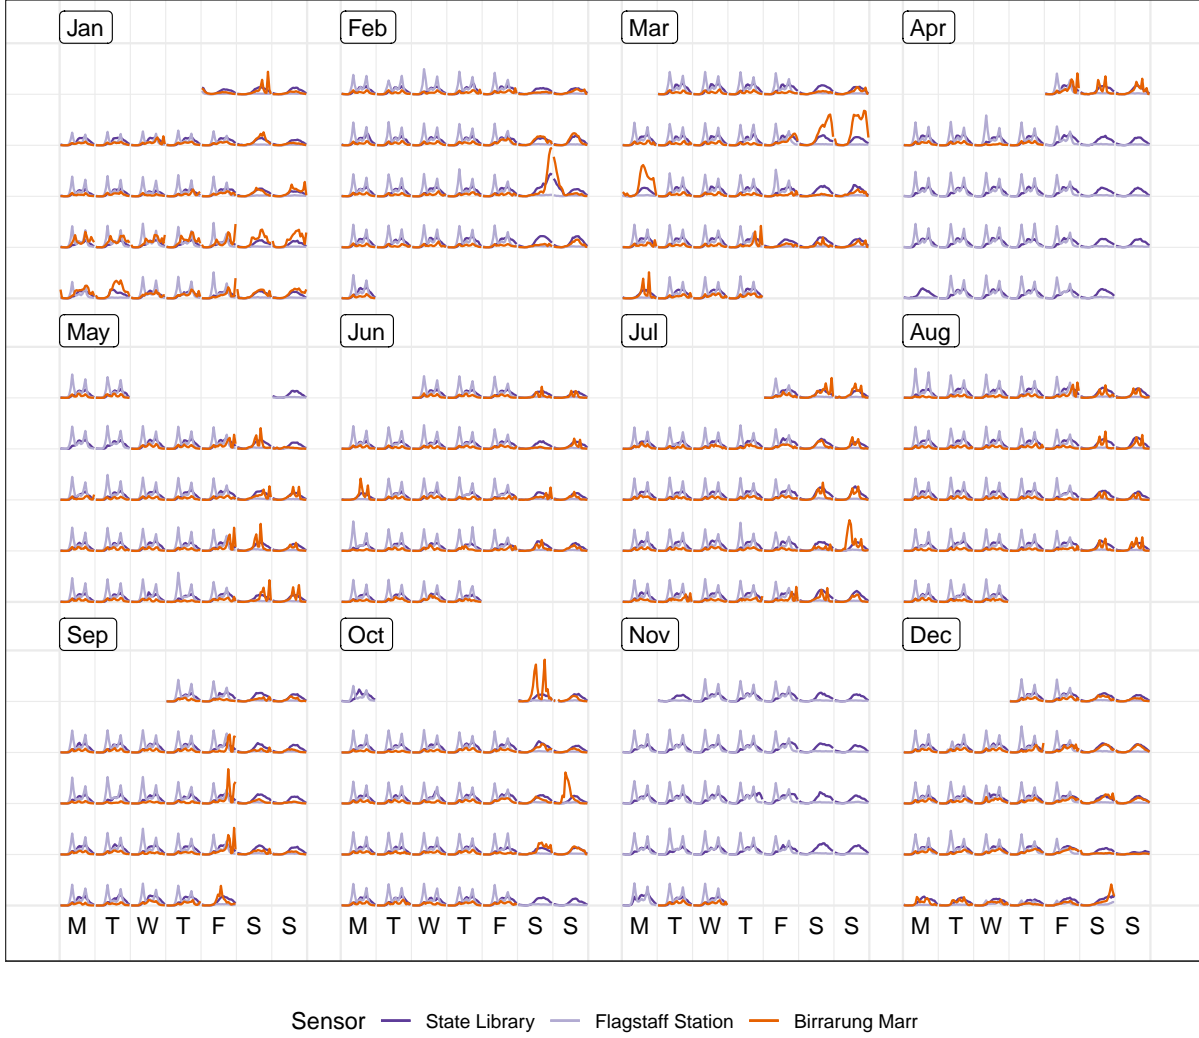 Jan Feb Mar Apr
May Jun Jul Aug
Sep Oct Nov Dec
M T W T F S S M T W T F S S M T W T F S S M T W T F S S
Sensor State Library Flagstaff Station Birrarung Marr